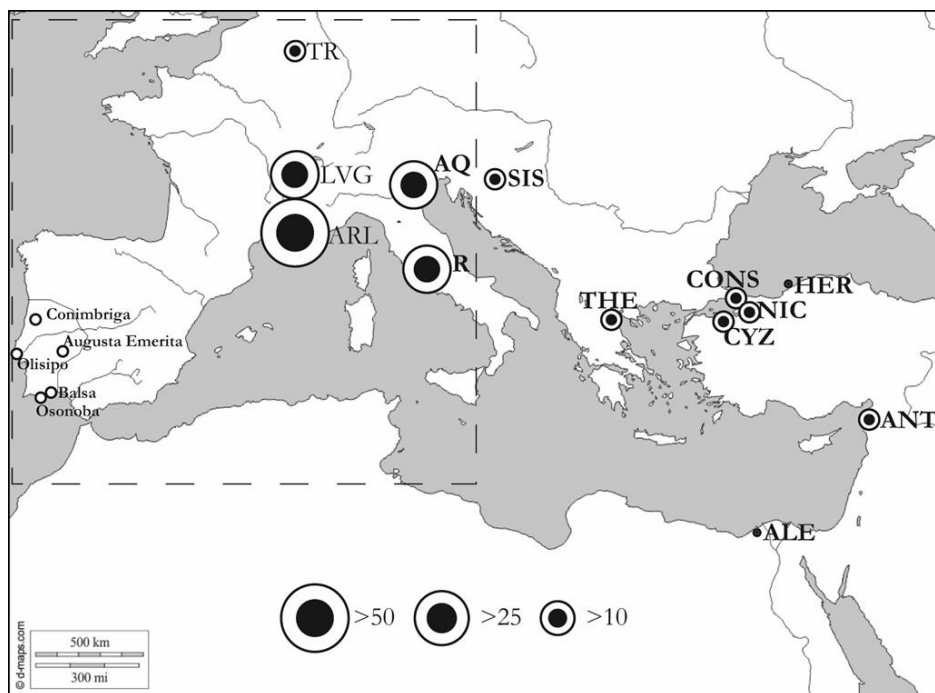 TR
LVG
AQ
SIS
ARL
R
CONS
HER
THE
NIC
CYZ
Conimbriga
Augusta Emerita
Olisipo
Balsa
Osonoba
ANT
ALE
>50
>25
>10
500 km
300 mi
© d-maps.com